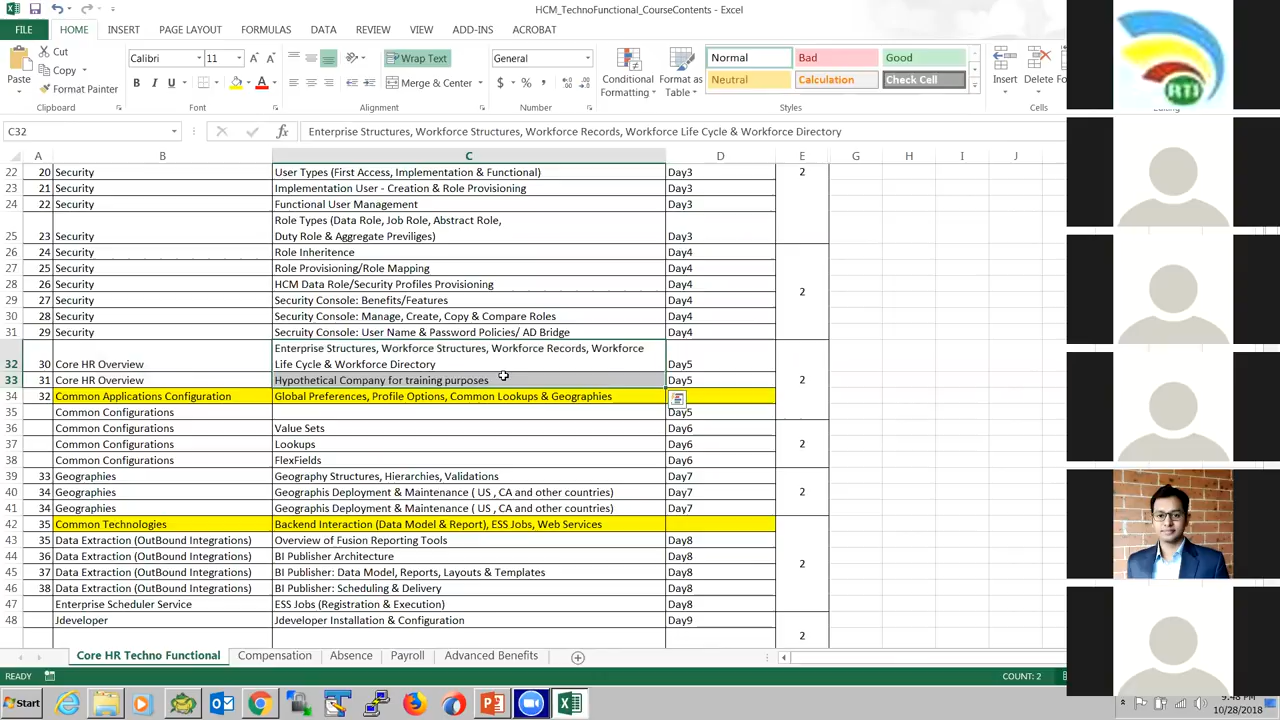 HCM_TechnoFunctional_CourseContents - Excel
FILE HOME INSERT PAGE LAYOUT FORMULAS DATA REVIEW VIEW ADD-INS ACROBAT
Paste
Cut
Copy
Format Painter
Calibri 11
B I U
Wrap Text
Merge & Center
General
$ % ,
Conditional Formatting
Format as Table
Normal Bad Good
Neutral Calculation Check Cell
Insert Delete
Clipboard Font Alignment Number Styles Cells
C32 fx Enterprise Structures, Workforce Structures, Workforce Records, Workforce Life Cycle & Workforce Directory
A B C D E G H I J
22 20 Security User Types (First Access, Implementation & Functional) Day3 2
23 21 Security Implementation User - Creation & Role Provisioning Day3
24 22 Security Functional User Management Day3
Role Types (Data Role, Job Role, Abstract Role,
25 23 Security Duty Role & Aggregate Previliges) Day3
26 24 Security Role Inheritence Day4
27 25 Security Role Provisioning/Role Mapping Day4
28 26 Security HCM Data Role/Security Profiles Provisioning Day4
2
29 27 Security Security Console: Benefits/Features Day4
30 28 Security Security Console: Manage, Create, Copy & Compare Roles Day4
31 29 Security Secruity Console: User Name & Password Policies/ AD Bridge Day4
Enterprise Structures, Workforce Structures, Workforce Records, Workforce
32 30 Core HR Overview Life Cycle & Workforce Directory Day5
33 31 Core HR Overview Hypothetical Company for training purposes Day5 2
34 32 Common Applications Configuration Global Preferences, Profile Options, Common Lookups & Geographies
35 Common Configurations Day5
36 Common Configurations Value Sets Day6
37 Common Configurations Lookups Day6 2
38 Common Configurations FlexFields Day6
39 33 Geographies Geography Structures, Hierarchies, Validations Day7
40 34 Geographies Geographis Deployment & Maintenance ( US , CA and other countries) Day7 2
41 34 Geographies Geographis Deployment & Maintenance ( US , CA and other countries) Day7
42 35 Common Technologies Backend Interaction (Data Model & Report), ESS Jobs, Web Services
43 35 Data Extraction (OutBound Integrations) Overview of Fusion Reporting Tools Day8
44 36 Data Extraction (OutBound Integrations) BI Publisher Architecture Day8
2
45 37 Data Extraction (OutBound Integrations) BI Publisher: Data Model, Reports, Layouts & Templates Day8
46 38 Data Extraction (OutBound Integrations) BI Publisher: Scheduling & Delivery Day8
47 Enterprise Scheduler Service ESS Jobs (Registration & Execution) Day8
48 Jdeveloper Jdeveloper Installation & Configuration Day9
2
Core HR Techno Functional Compensation Absence Payroll Advanced Benefits
READY COUNT: 2
Start
10/28/2018
RTI